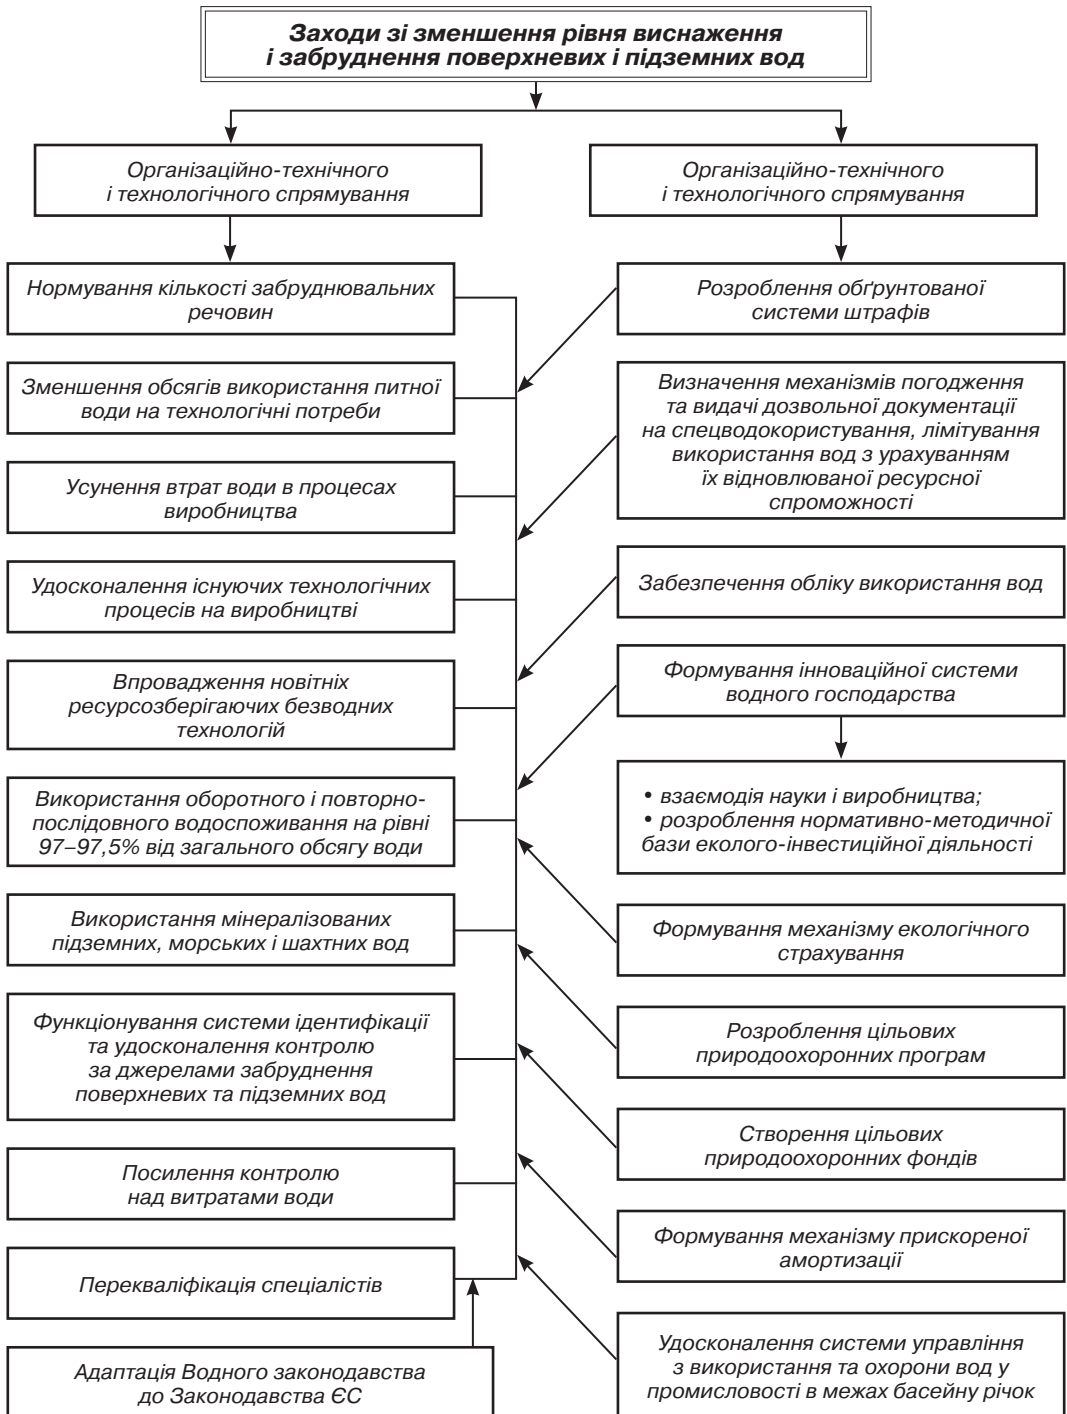 Заходи зі зменшення рівня виснаження
і забруднення поверхневих і підземних вод
Організаційно-технічного
і технологічного спрямування
Організаційно-технічного
і технологічного спрямування
Нормування кількості забруднювальних
речовин
Зменшення обсягів використання питної
води на технологічні потреби
Усунення втрат води в процесах
виробництва
Удосконалення існуючих технологічних
процесів на виробництві
Впровадження новітніх
ресурсозберігаючих безводних
технологій
Використання оборотного і повторно-
послідовного водоспоживання на рівні
97–97,5% від загального обсягу води
Використання мінералізованих
підземних, морських і шахтних вод
Функціонування системи ідентифікації
та удосконалення контролю
за джерелами забруднення
поверхневих та підземних вод
Посилення контролю
над витратами води
Перекваліфікація спеціалістів
Адаптація Водного законодавства
до Законодавства ЄС
Розроблення обґрунтованої
системи штрафів
Визначення механізмів погодження
та видачі дозвольної документації
на спецводокористування, лімітування
використання вод з урахуванням
їх відновлюваної ресурсної
спроможності
Забезпечення обліку використання вод
Формування інноваційної системи
водного господарства
• взаємодія науки і виробництва;
• розроблення нормативно-методичної
бази еколого-інвестиційної діяльності
Формування механізму екологічного
страхування
Розроблення цільових
природоохоронних програм
Створення цільових
природоохоронних фондів
Формування механізму прискореної
амортизації
Удосконалення системи управління
з використання та охорони вод у
промисловості в межах басейну річок